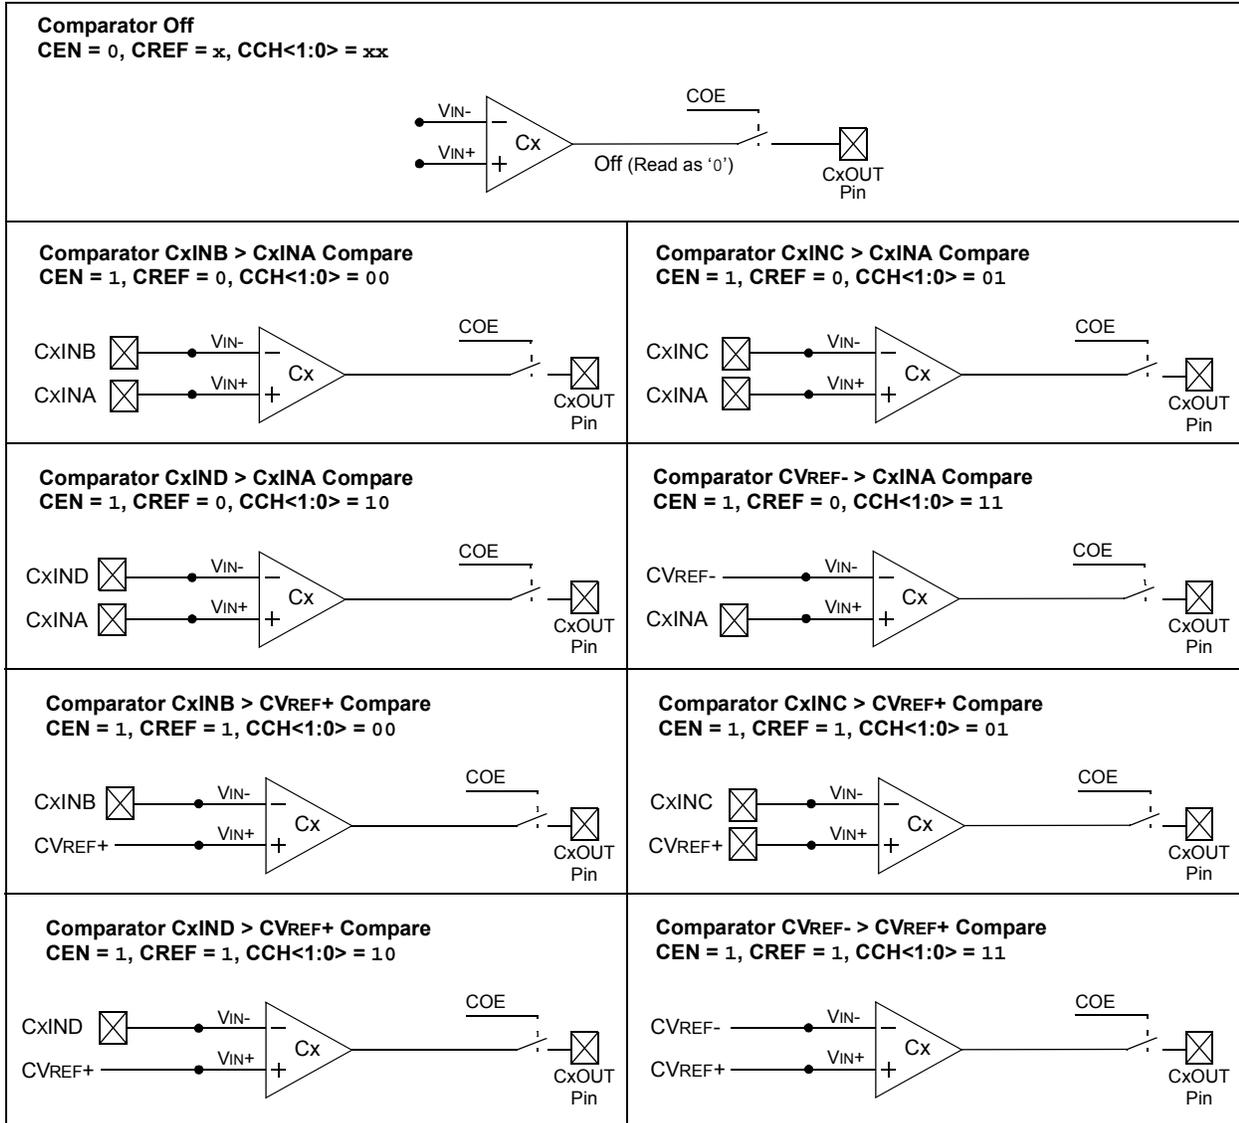 Comparator Off
CEN = 0, CREF = x, CCH<1:0> = xx
COE
VIN-
VIN+
Cx
Off (Read as ‘0’)
CxOUT
Pin
Comparator CxINB > CxINA Compare
CEN = 1, CREF = 0, CCH<1:0> = 00
COE
CxINB
VIN-
CxINA
VIN+
Cx
CxOUT
Pin
Comparator CxINC > CxINA Compare
CEN = 1, CREF = 0, CCH<1:0> = 01
COE
CxINC
VIN-
CxINA
VIN+
Cx
CxOUT
Pin
Comparator CxIND > CxINA Compare
CEN = 1, CREF = 0, CCH<1:0> = 10
COE
CxIND
VIN-
CxINA
VIN+
Cx
CxOUT
Pin
Comparator CVREF- > CxINA Compare
CEN = 1, CREF = 0, CCH<1:0> = 11
COE
CVREF-
VIN-
CxINA
VIN+
Cx
CxOUT
Pin
Comparator CxINB > CVREF+ Compare
CEN = 1, CREF = 1, CCH<1:0> = 00
COE
CxINB
VIN-
CVREF+
VIN+
Cx
CxOUT
Pin
Comparator CxINC > CVREF+ Compare
CEN = 1, CREF = 1, CCH<1:0> = 01
COE
CxINC
VIN-
CVREF+
VIN+
Cx
CxOUT
Pin
Comparator CxIND > CVREF+ Compare
CEN = 1, CREF = 1, CCH<1:0> = 10
COE
CxIND
VIN-
CVREF+
VIN+
Cx
CxOUT
Pin
Comparator CVREF- > CVREF+ Compare
CEN = 1, CREF = 1, CCH<1:0> = 11
COE
CVREF-
VIN-
CVREF+
VIN+
Cx
CxOUT
Pin